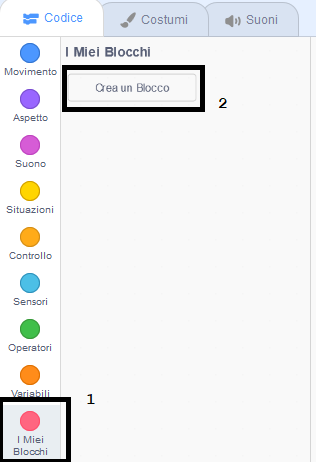 Codice
Costumi
Suoni
I Miei Blocchi
Crea un Blocco
2
Movimento
Aspetto
Suono
Situazioni
Controllo
Sensori
Operatori
Variabili
1
I Miei
Blocchi